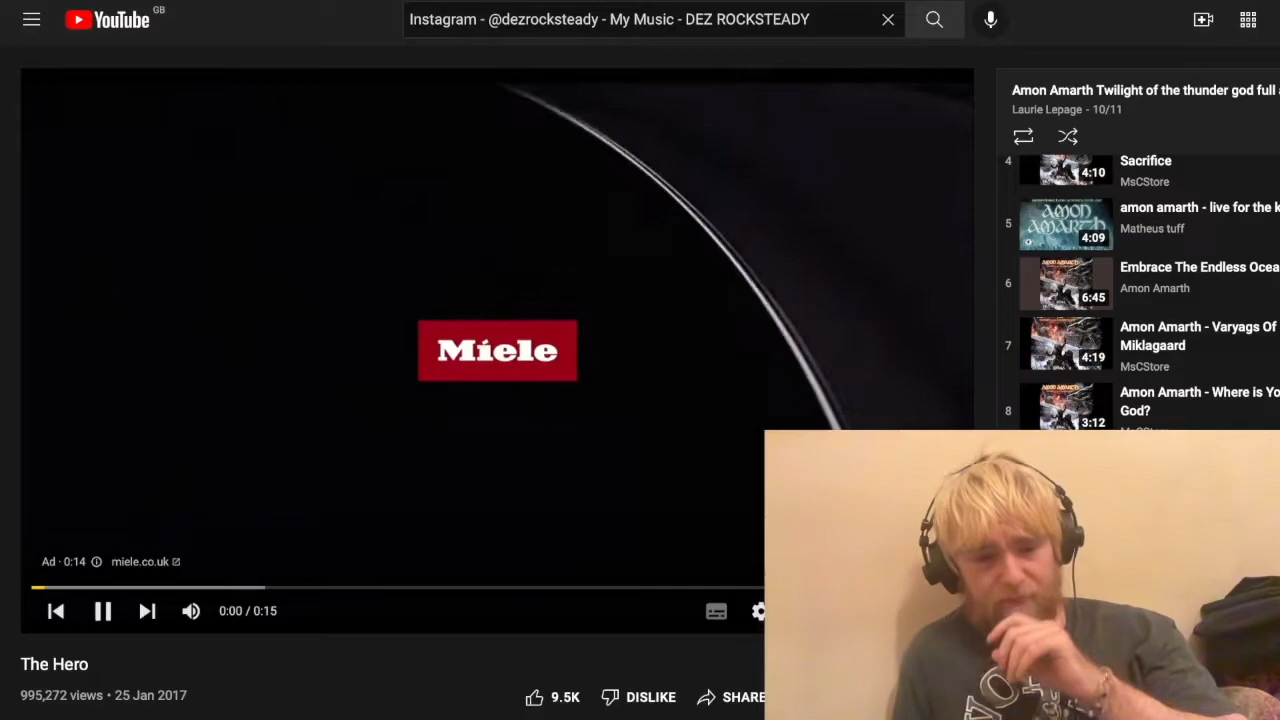 YouTube GB
Instagram - @dezrocksteady - My Music - DEZ ROCKSTEADY
Miele
Ad · 0:14
miele.co.uk
0:00 / 0:15
The Hero
995,272 views • 25 Jan 2017
9.5K
DISLIKE
SHARE
Amon Amarth Twilight of the thunder god full
Laurie Lepage - 10/11
4
4:10
Sacrifice
MsCStore
5
AMON
AMARTH
4:09
amon amarth - live for the k
Matheus tuff
6
6:45
Embrace The Endless Ocea
Amon Amarth
7
4:19
Amon Amarth - Varyags Of
Miklagaard
MsCStore
8
3:12
Amon Amarth - Where is Yo
God?